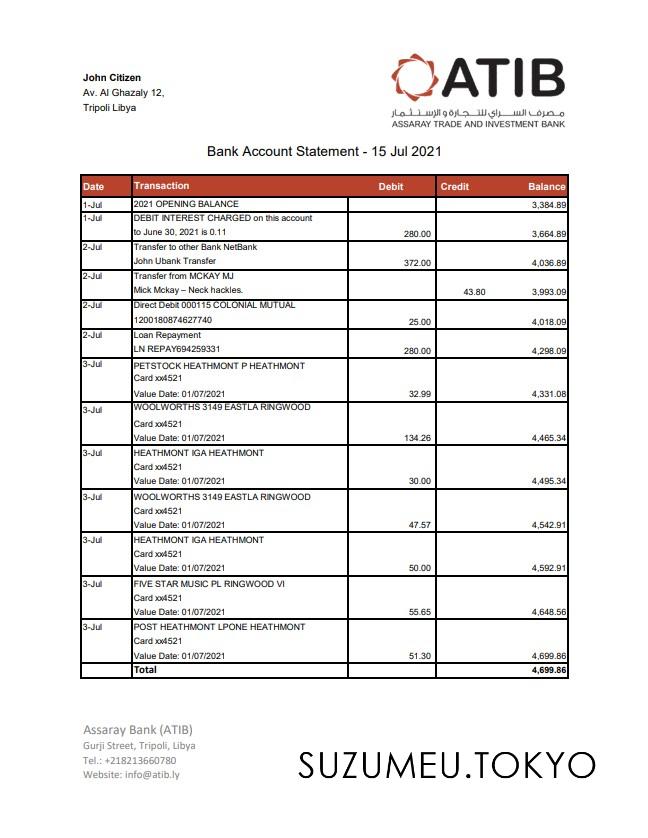 John Citizen
Av. Al Ghazaly 12,
Tripoli Libya
ATIB
مصرف السراي للتجارة و الإستثمار
ASSARAY TRADE AND INVESTMENT BANK
Bank Account Statement - 15 Jul 2021
Date Transaction Debit Credit Balance
1-Jul 2021 OPENING BALANCE 3,384.89
1-Jul DEBIT INTEREST CHARGED on this account
to June 30, 2021 is 0.11 280.00 3,664.89
2-Jul Transfer to other Bank NetBank
John Ubank Transfer 372.00 4,036.89
2-Jul Transfer from MCKAY MJ
Mick Mckay – Neck hackles. 43.80 3,993.09
2-Jul Direct Debit 000115 COLONIAL MUTUAL
1200180874627740 25.00 4,018.09
2-Jul Loan Repayment
LN REPAY694259331 280.00 4,298.09
3-Jul PETSTOCK HEATHMONT P HEATHMONT
Card xx4521
Value Date: 01/07/2021 32.99 4,331.08
3-Jul WOOLWORTHS 3149 EASTLA RINGWOOD
Card xx4521
Value Date: 01/07/2021 134.26 4,465.34
3-Jul HEATHMONT IGA HEATHMONT
Card xx4521
Value Date: 01/07/2021 30.00 4,495.34
3-Jul WOOLWORTHS 3149 EASTLA RINGWOOD
Card xx4521
Value Date: 01/07/2021 47.57 4,542.91
3-Jul HEATHMONT IGA HEATHMONT
Card xx4521
Value Date: 01/07/2021 50.00 4,592.91
3-Jul FIVE STAR MUSIC PL RINGWOOD VI
Card xx4521
Value Date: 01/07/2021 55.65 4,648.56
3-Jul POST HEATHMONT LPONE HEATHMONT
Card xx4521
Value Date: 01/07/2021 51.30 4,699.86
Total 4,699.86
Assaray Bank (ATIB)
Gurji Street, Tripoli, Libya
Tel.: +218213660780
Website: info@atib.ly
SUZUMEU.TOKYO